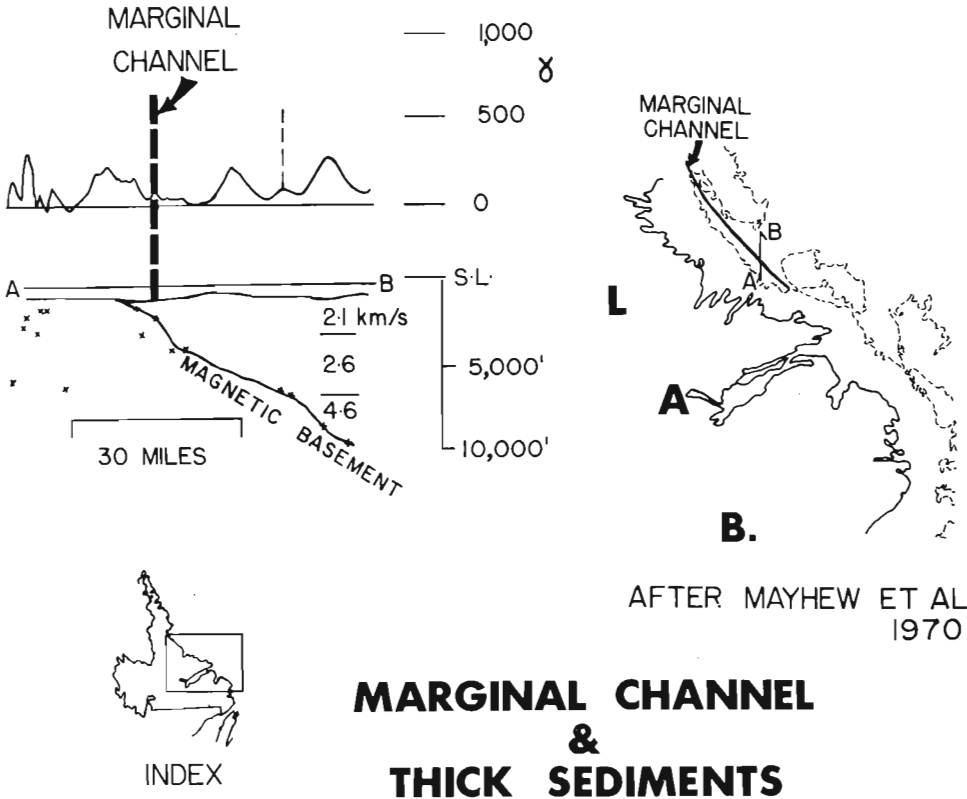 MARGINAL
CHANNEL
1,000
γ
500
0
A
B
S.L.
2·1 km/s
2.6
4.6
5,000'
10,000'
MAGNETIC BASEMENT
30 MILES
MARGINAL
CHANNEL
B
A
L
A
B.
AFTER MAYHEW ET AL
1970
INDEX
MARGINAL CHANNEL
&
THICK SEDIMENTS